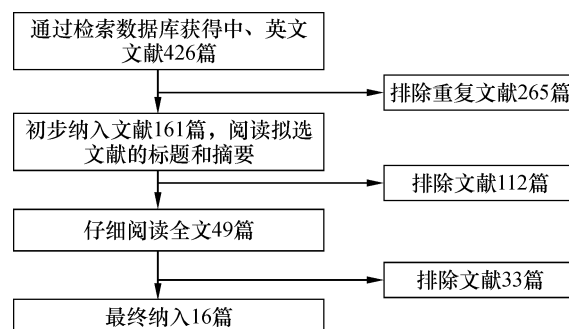 通过检索数据库获得中、英文
文献426篇
排除重复文献265篇
初步纳入文献161篇，阅读拟选
文献的标题和摘要
排除文献112篇
仔细阅读全文49篇
排除文献33篇
最终纳入16篇